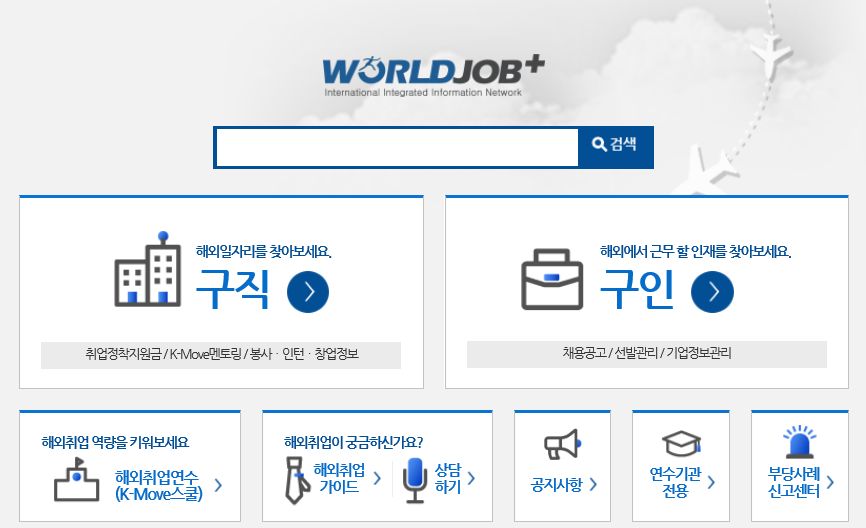 WORLDJOB+
International Integrated Information Network
검색
해외일자리를 찾아보세요.
구직
취업정착지원금 / K-Move멘토링 / 봉사 · 인턴 · 창업정보
해외에서 근무 할 인재를 찾아보세요.
구인
채용공고 / 선발관리 / 기업정보관리
해외취업 역량을 키워보세요
해외취업연수
(K-Move스쿨)
해외취업이 궁금하신가요?
해외취업
가이드
상담
하기
공지사항
연수기관
전용
부당사례
신고센터